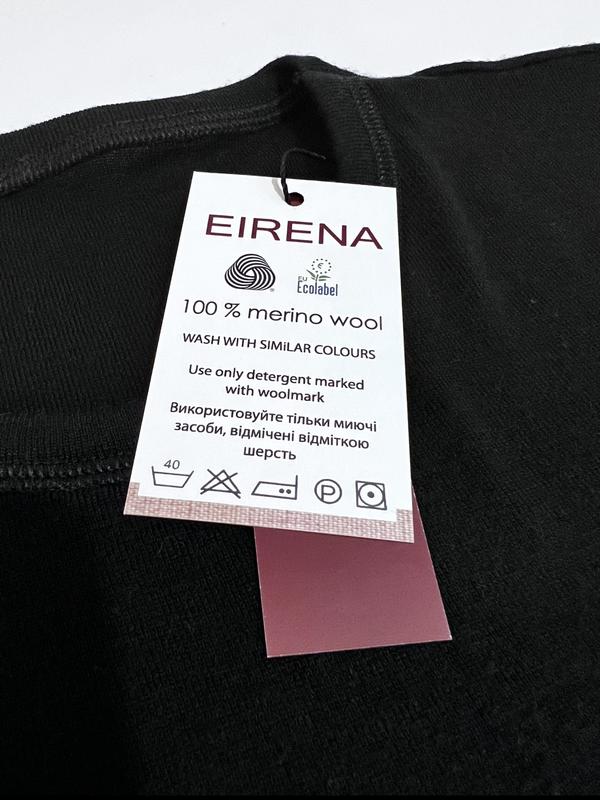 EIRENA
EU
Ecolabel
100 % merino wool
WASH WITH SIMiLAR COLOURS
Use only detergent marked
with woolmark
Використовуйте тільки миючі
засоби, відмічені відміткою
шерсть
40
P